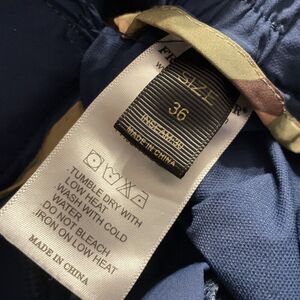 SIZE
36
INSEAM-30
MADE IN
CHINA
TUMBLE DRY WITH
LOW HEAT
WASH WITH COLD
WATER
DO NOT BLEACH
IRON ON LOW HEAT
MADE IN CHINA